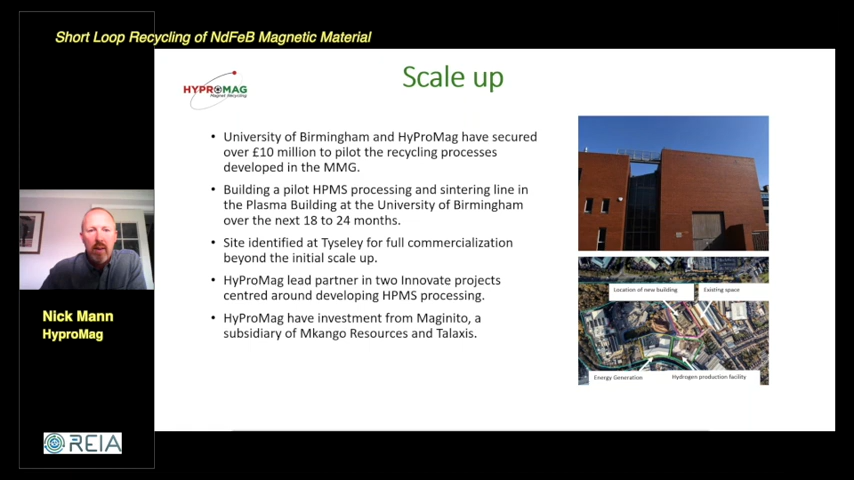 Short Loop Recycling of NdFeB Magnetic Material
HYPROMAG
Magnet Recycling
Scale up
• University of Birmingham and HyProMag have secured
over £10 million to pilot the recycling processes
developed in the MMG.
• Building a pilot HPMS processing and sintering line in
the Plasma Building at the University of Birmingham
over the next 18 to 24 months.
• Site identified at Tyseley for full commercialization
beyond the initial scale up.
• HyProMag lead partner in two Innovate projects
centred around developing HPMS processing.
• HyProMag have investment from Maginito, a
subsidiary of Mkango Resources and Talaxis.
Location of new building
Existing space
Energy Generation
Hydrogen production facility
Nick Mann
HyproMag
REIA